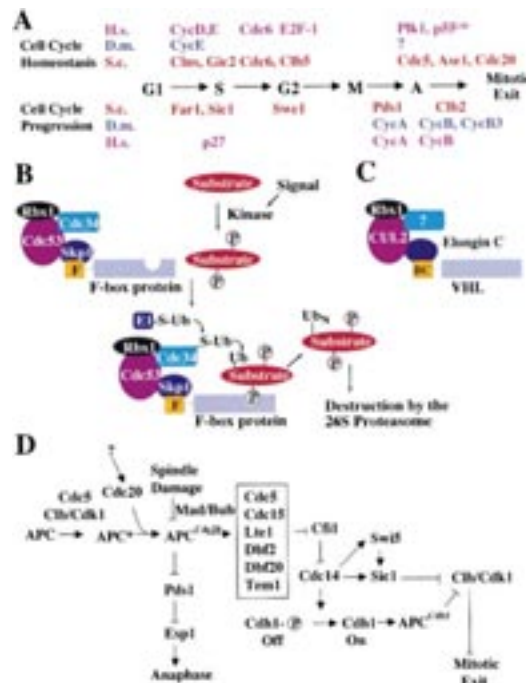 A
H.s. CycD,E Cdc6 E2F-1 Plk1, p55
Cell Cycle D.m. CycE ?
Homeostasis S.c. Clns, Gic2 Cdc6, Clb5 Cdc5, Ase1, Cdc20
G1 S G2 M A Mitotic Exit
Cell Cycle S.c. Far1, Sic1 Swe1 Pds1 Clb2
Progression D.m. CycA CycB, CycB3
H.s. p27 CycA CycB
B
Substrate Signal
Kinase
Rbx1
Cdc34
Cdc53
Skp1
F
P
Substrate
P
F-box protein
E1 -S-Ub
S-Ub
Ub
Rbx1
Cdc34
Cdc53
Skp1
F
P
Substrate
P
F-box protein
Ub
P
Substrate
P
Destruction by the
26S Proteasome
C
Rbx1
?
CUL2
Elongin C
BC
VHL
D
Cdc5
Clb/Cdk1
Cdc20
Spindle
Damage
Mad/Bub
APC APC* APC
Cdc5
Cdc15
Lte1
Dbf2
Dbf20
Tem1
Cfi1
Swi5
Cdc14 Sic1 Clb/Cdk1
Pds1
Esp1
Anaphase
Cdh1- P Cdh1 APC Cdh1
Off On
Mitotic
Exit